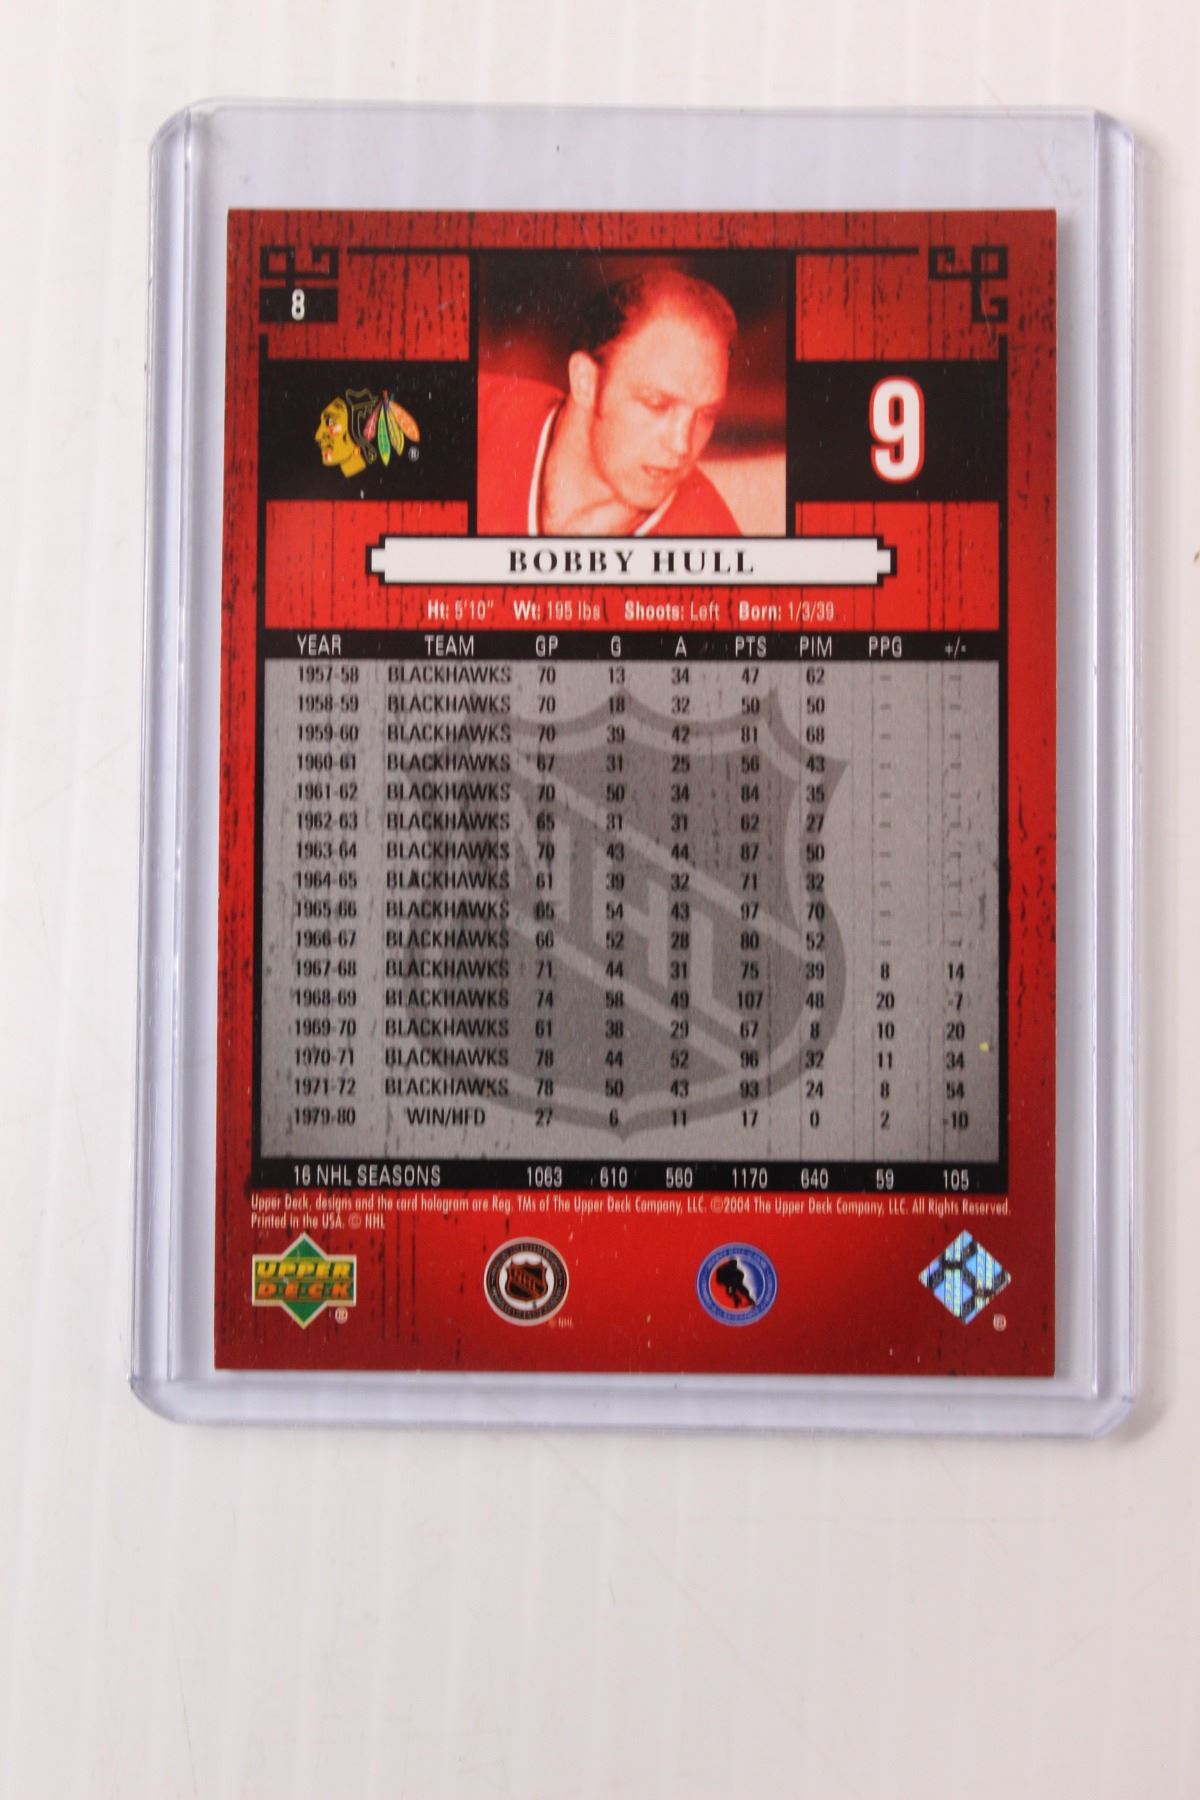 8
9
BOBBY HULL
Ht: 5'10" Wt: 195 lbs Shoots: Left Born: 1/3/39
YEAR TEAM GP G A PTS PIM PPG +/-
1957-58 BLACKHAWKS 70 13 34 47 62 - -
1958-59 BLACKHAWKS 70 18 32 50 50 - -
1959-60 BLACKHAWKS 70 39 42 81 68 - -
1960-61 BLACKHAWKS 67 31 25 56 43 - -
1961-62 BLACKHAWKS 70 50 34 84 35 - -
1962-63 BLACKHAWKS 65 31 31 62 27 - -
1963-64 BLACKHAWKS 70 43 44 87 50 - -
1964-65 BLACKHAWKS 61 39 32 71 32 - -
1965-66 BLACKHAWKS 65 54 43 97 70 - -
1966-67 BLACKHAWKS 66 52 28 80 52 - -
1967-68 BLACKHAWKS 71 44 31 75 39 8 14
1968-69 BLACKHAWKS 74 58 49 107 48 20 -7
1969-70 BLACKHAWKS 61 38 29 67 8 10 20
1970-71 BLACKHAWKS 78 44 52 96 32 11 34
1971-72 BLACKHAWKS 78 50 43 93 24 8 54
1979-80 WIN/HFD 27 6 11 17 0 2 -10
16 NHL SEASONS 1063 610 560 1170 640 59 105
Upper Deck, designs and the card hologram are Reg. TMs of The Upper Deck Company, LLC. ©2004 The Upper Deck Company, LLC. All Rights Reserved.
Printed in the USA. © NHL
UPPER
DECK
®
NHL
© NHL
®